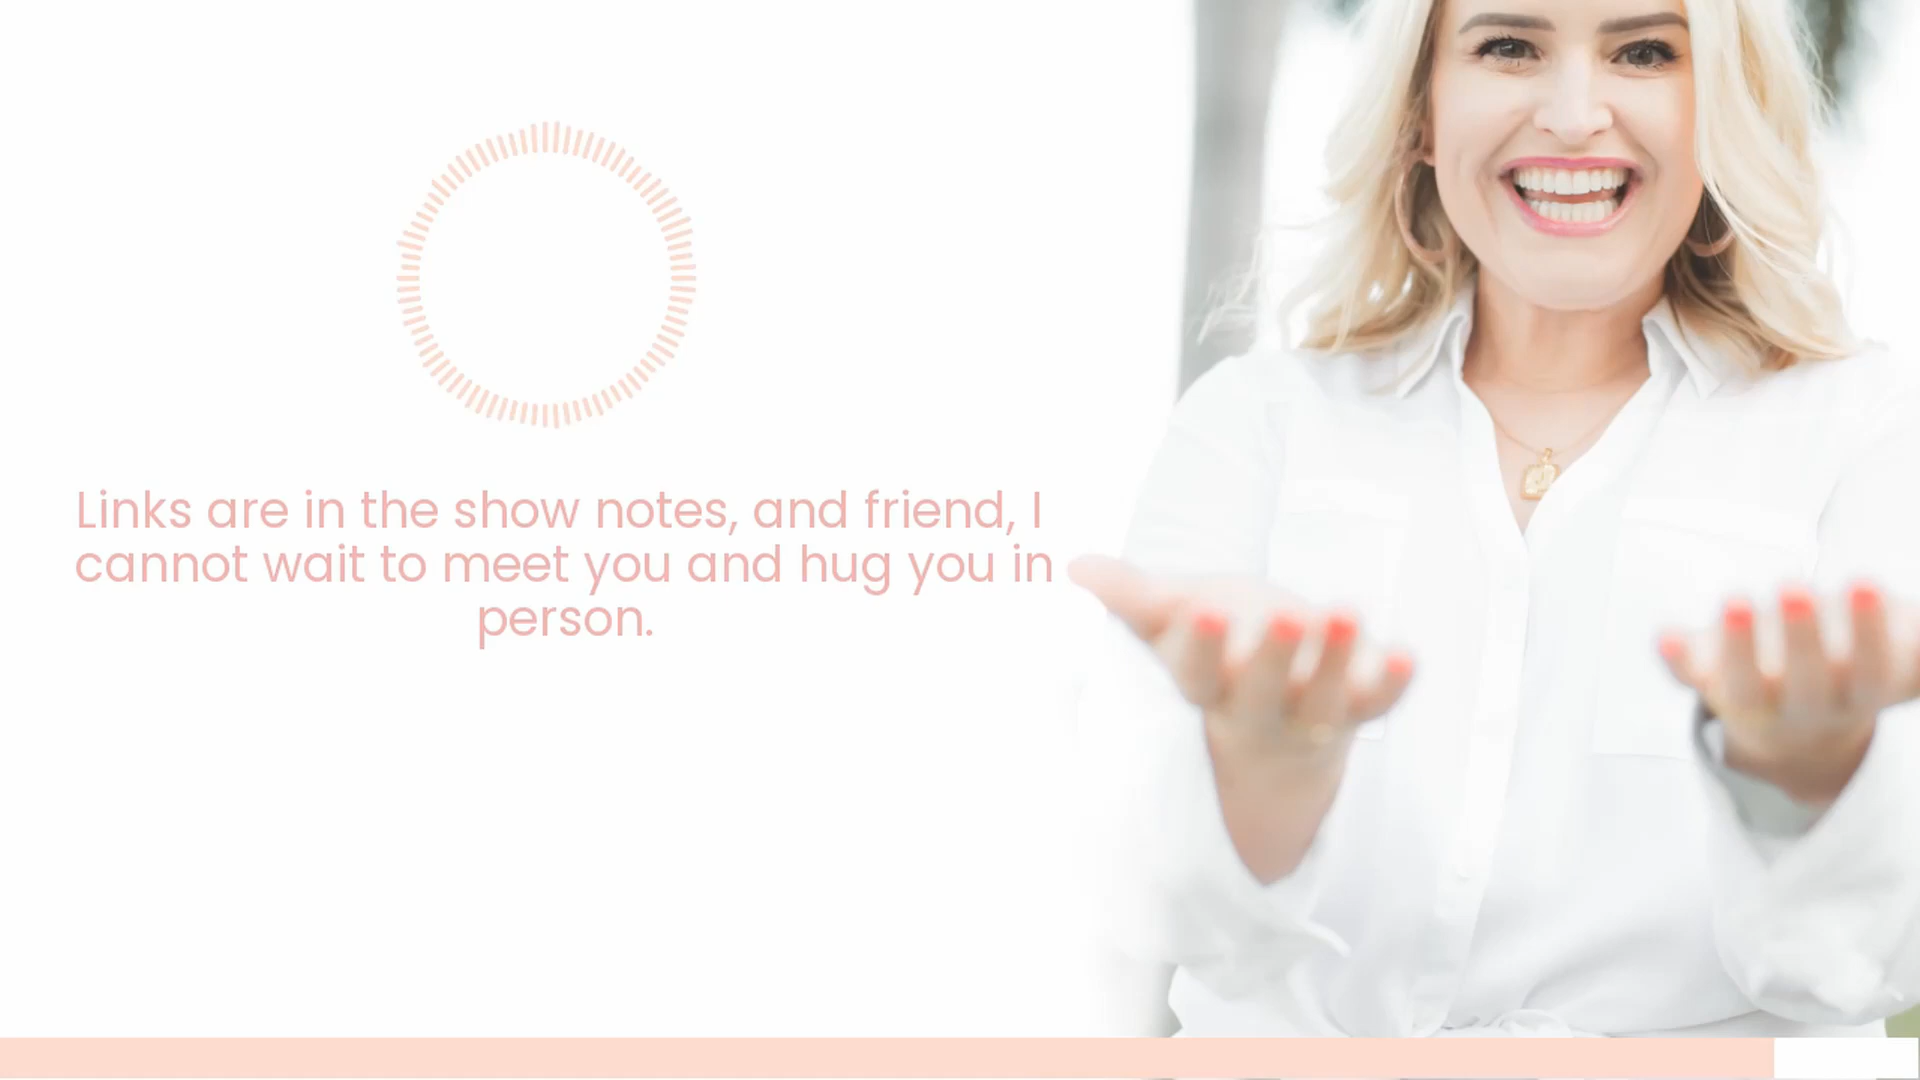 Links are in the show notes, and friend, I
cannot wait to meet you and hug you in
person.